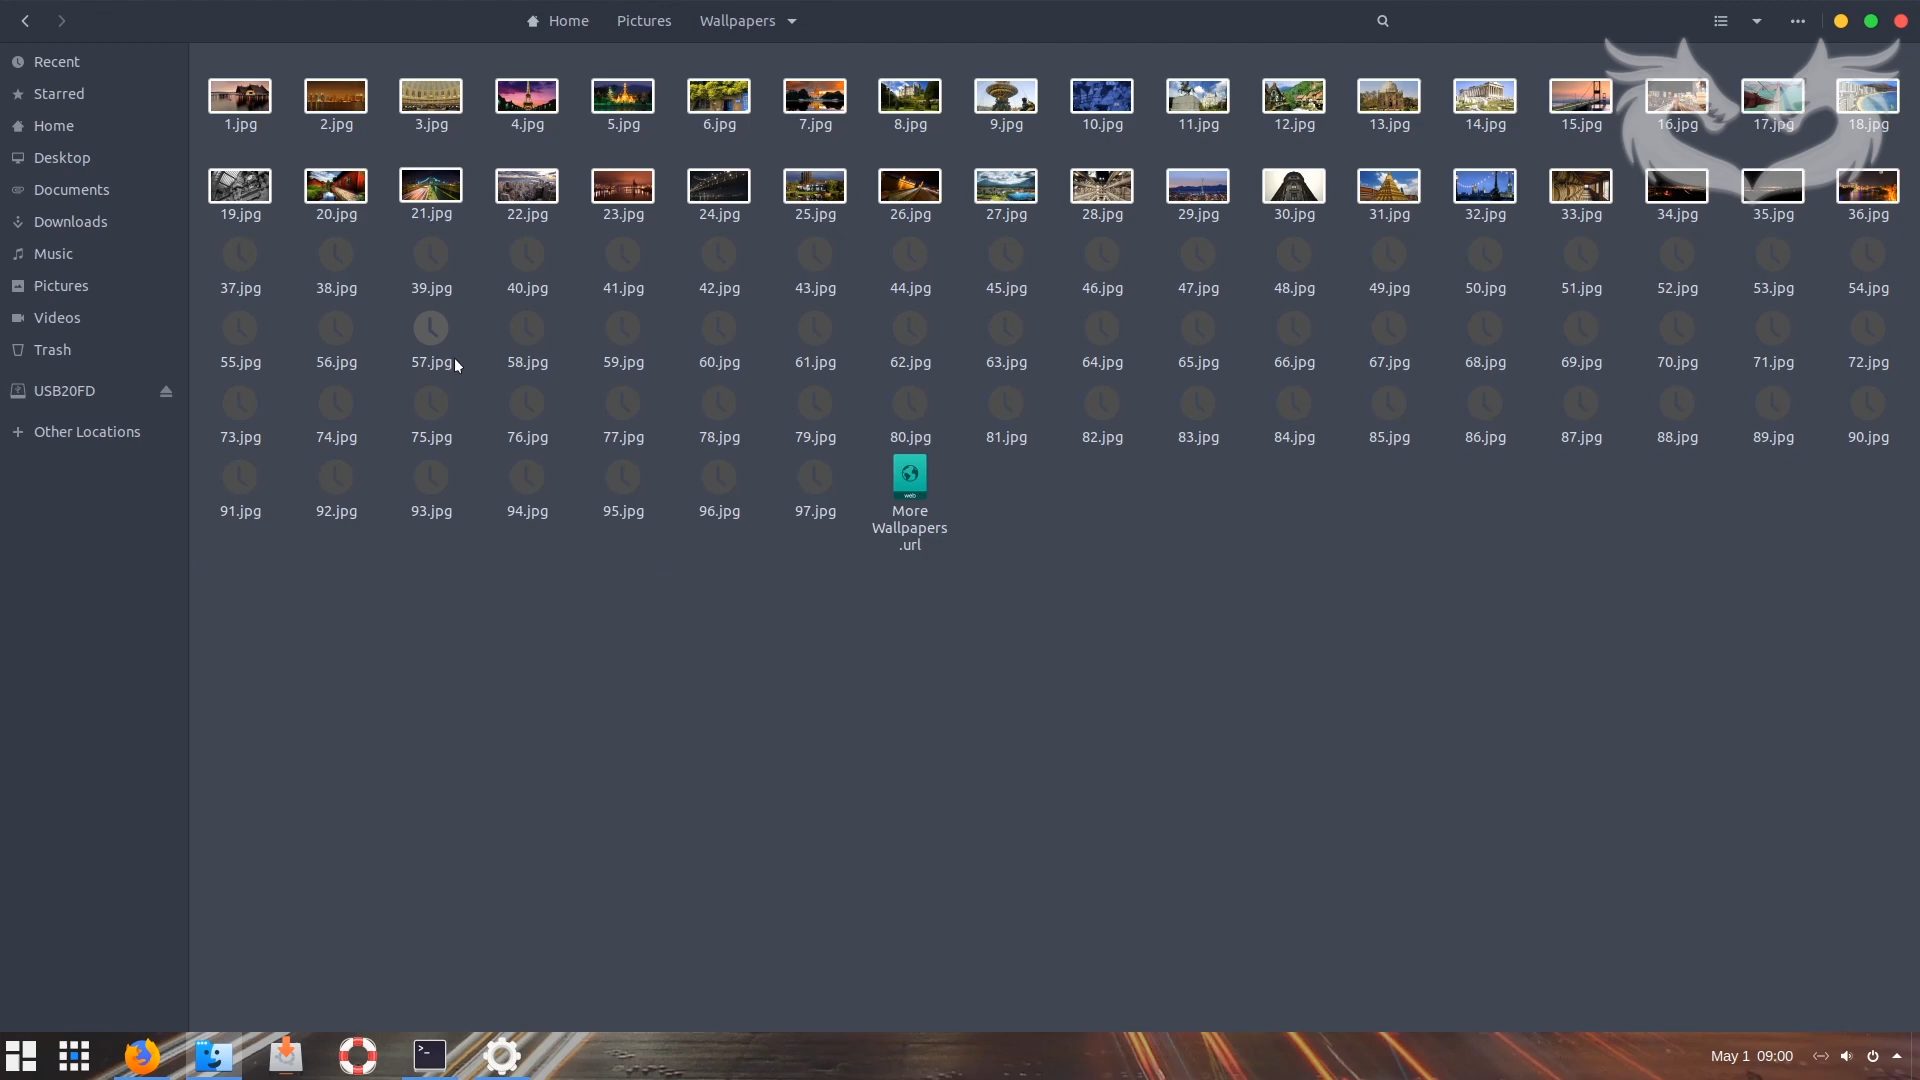 Home Pictures Wallpapers
Recent
Starred
Home
Desktop
Documents
Downloads
Music
Pictures
Videos
Trash
USB20FD
Other Locations
1.jpg 2.jpg 3.jpg 4.jpg 5.jpg 6.jpg 7.jpg 8.jpg 9.jpg 10.jpg 11.jpg 12.jpg 13.jpg 14.jpg 15.jpg 16.jpg 17.jpg 18.jpg
19.jpg 20.jpg 21.jpg 22.jpg 23.jpg 24.jpg 25.jpg 26.jpg 27.jpg 28.jpg 29.jpg 30.jpg 31.jpg 32.jpg 33.jpg 34.jpg 35.jpg 36.jpg
37.jpg 38.jpg 39.jpg 40.jpg 41.jpg 42.jpg 43.jpg 44.jpg 45.jpg 46.jpg 47.jpg 48.jpg 49.jpg 50.jpg 51.jpg 52.jpg 53.jpg 54.jpg
55.jpg 56.jpg 57.jpg 58.jpg 59.jpg 60.jpg 61.jpg 62.jpg 63.jpg 64.jpg 65.jpg 66.jpg 67.jpg 68.jpg 69.jpg 70.jpg 71.jpg 72.jpg
73.jpg 74.jpg 75.jpg 76.jpg 77.jpg 78.jpg 79.jpg 80.jpg 81.jpg 82.jpg 83.jpg 84.jpg 85.jpg 86.jpg 87.jpg 88.jpg 89.jpg 90.jpg
web
91.jpg 92.jpg 93.jpg 94.jpg 95.jpg 96.jpg 97.jpg More
Wallpapers
.url
>_
May 1 09:00